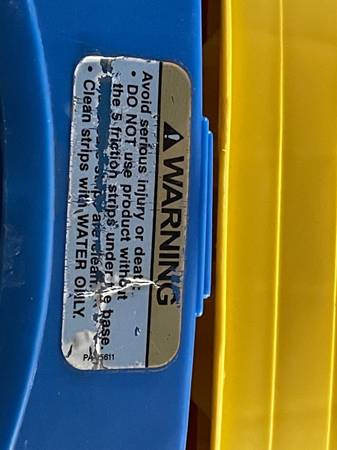 ⚠ WARNING
Avoid serious injury or death:
• DO NOT use product without
the 5 friction strips under the base.
strips are clean.
• Clean strips with WATER ONLY.